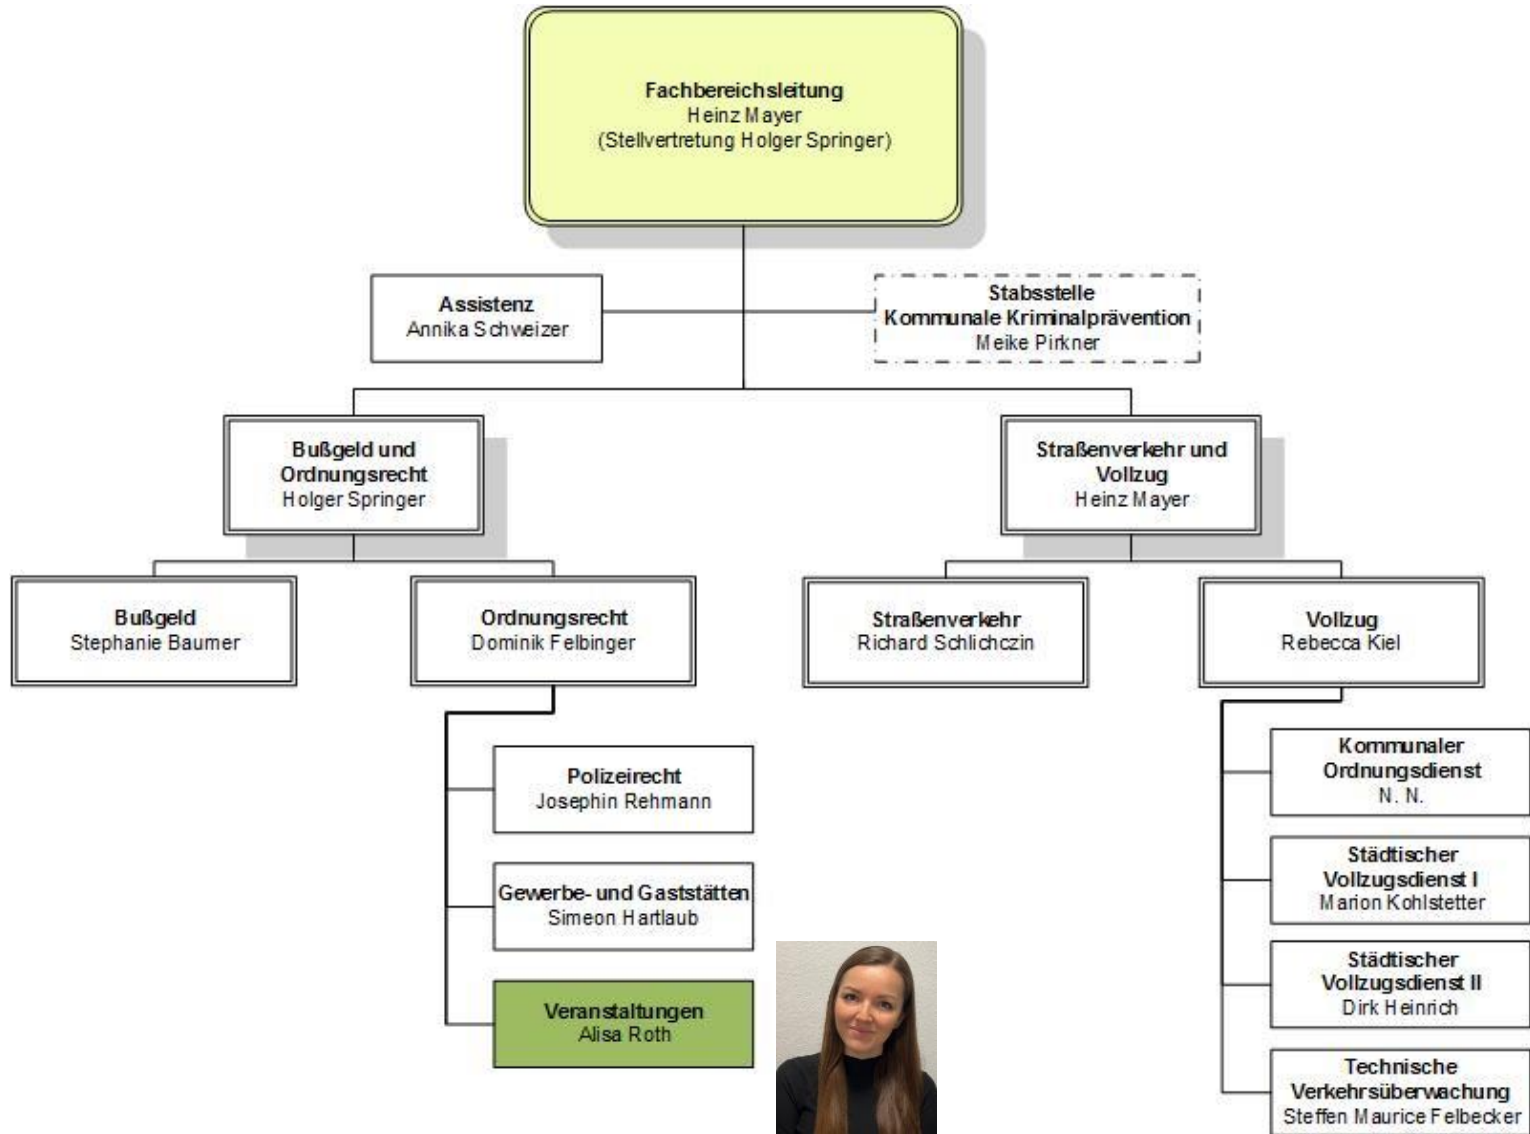 Fachbereichsleitung
Heinz Mayer
(Stellvertretung Holger Springer)
Assistenz
Annika Schweizer
Stabsstelle
Kommunale Kriminalprävention
Meike Pirkner
Bußgeld und
Ordnungsrecht
Holger Springer
Straßenverkehr und
Vollzug
Heinz Mayer
Bußgeld
Stephanie Baumer
Ordnungsrecht
Dominik Felbinger
Straßenverkehr
Richard Schlichczin
Vollzug
Rebecca Kiel
Polizeirecht
Josephin Rehmann
Gewerbe- und Gaststätten
Simeon Hartlaub
Veranstaltungen
Alisa Roth
Kommunaler
Ordnungsdienst
N. N.
Städtischer
Vollzugsdienst I
Marion Kohlstetter
Städtischer
Vollzugsdienst II
Dirk Heinrich
Technische
Verkehrsüberwachung
Steffen Maurice Felbecker